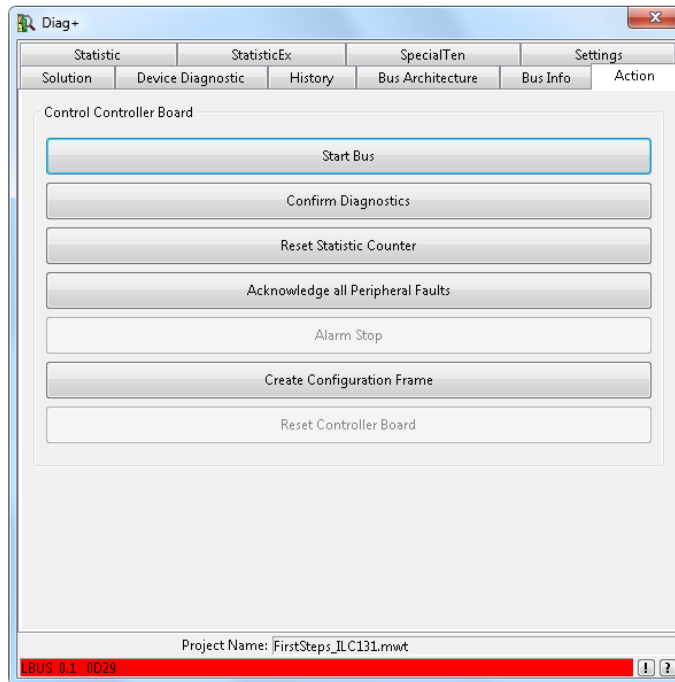 Diag+
Statistic StatisticEx SpecialTen Settings
Solution Device Diagnostic History Bus Architecture Bus Info Action
Control Controller Board
Start Bus
Confirm Diagnostics
Reset Statistic Counter
Acknowledge all Peripheral Faults
Alarm Stop
Create Configuration Frame
Reset Controller Board
Project Name: FirstSteps_ILC131.mwt
LBUS 0.1 0D29 ! ?